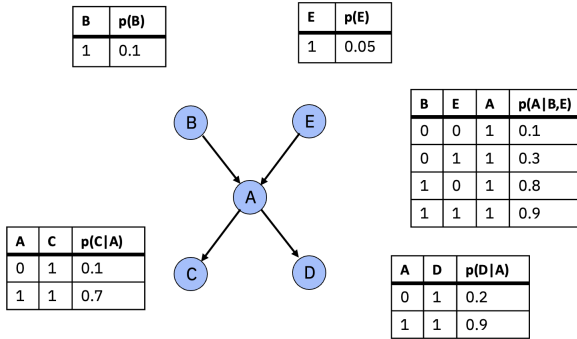 B p(B)
1 0.1
E p(E)
1 0.05
B
E
B E A p(A|B,E)
0 0 1 0.1
0 1 1 0.3
1 0 1 0.8
1 1 1 0.9
A
A C p(C|A)
0 1 0.1
1 1 0.7
C
D
A D p(D|A)
0 1 0.2
1 1 0.9